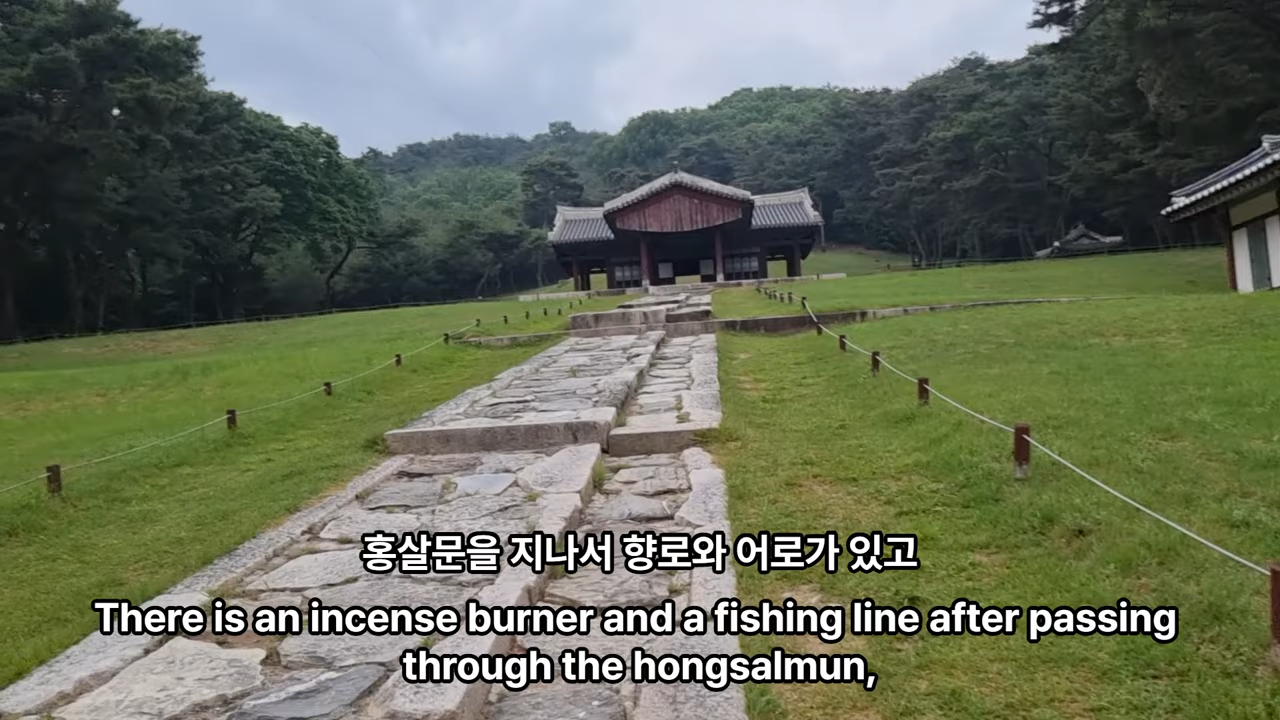 홍살문을 지나서 향로와 어로가 있고
There is an incense burner and a fishing line after passing
through the hongsalmun,